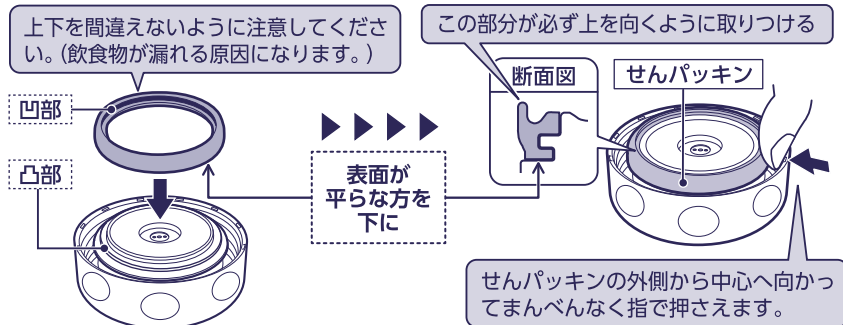 上下を間違えないように注意してくださ
い。（飲食物が漏れる原因になります。）
凹部
凸部
表面が
平らな方を
下に
この部分が必ず上を向くように取りつける
断面図
せんパッキン
せんパッキンの外側から中心へ向かっ
てまんべんなく指で押さえます。